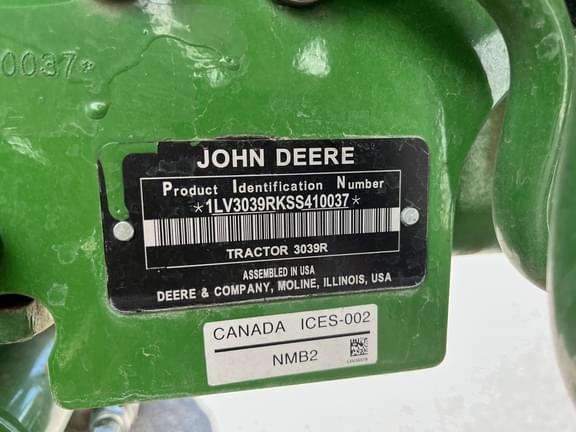 0037*
JOHN DEERE
Product Identification Number
*1LV3039RKSS410037*
TRACTOR 3039R
ASSEMBLED IN USA
DEERE & COMPANY, MOLINE, ILLINOIS, USA
CANADA ICES-002
NMB2